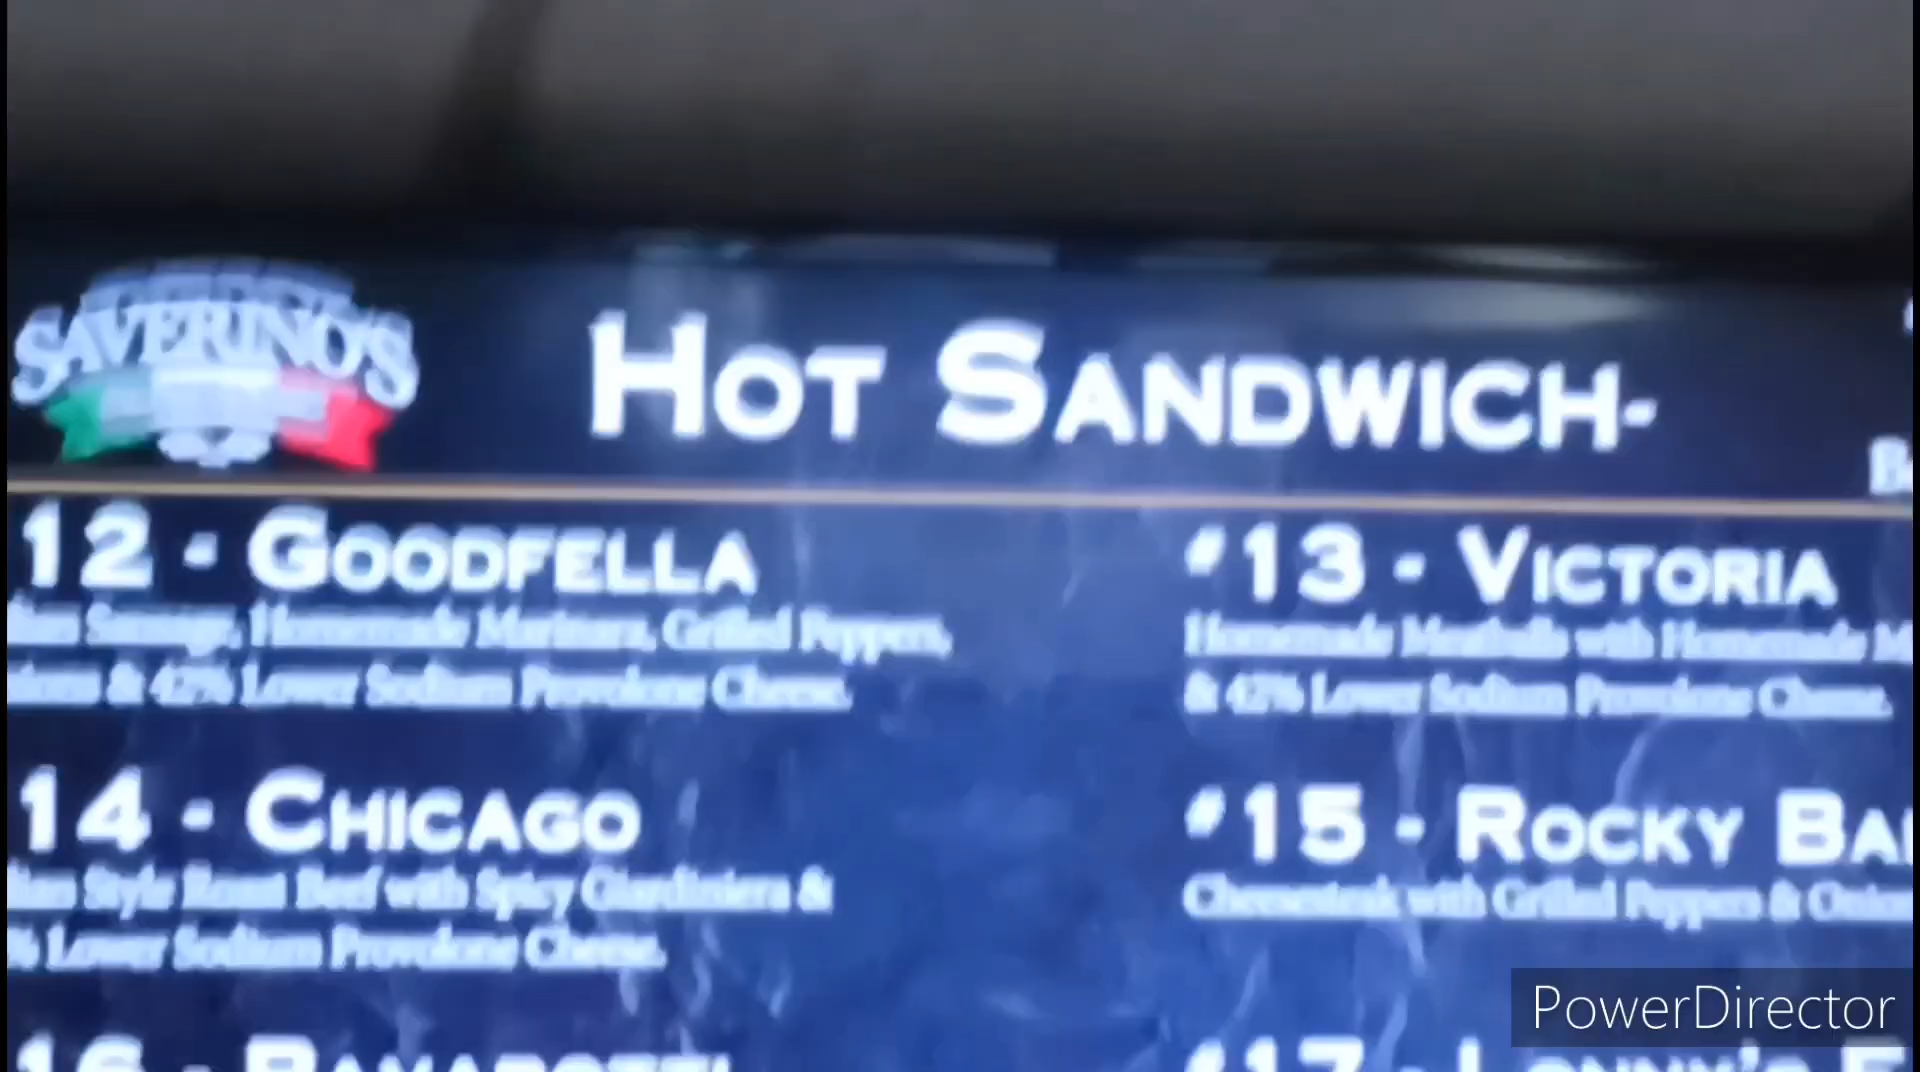 SAVERINO'S
HOT SANDWICH-
12 - GOODFELLA
Sausage, Homemade Marinara, Grilled Peppers,
& 42% Lower Sodium Provolone Cheese.
#13 - VICTORIA
Homemade Meatballs with Homemade
& 42% Lower Sodium Provolone Cheese.
14 - CHICAGO
Style Roast Beef with Spicy Giardiniera &
% Lower Sodium Provolone Cheese.
#15 - ROCKY
Cheesesteak with Grilled Peppers &
16 -
#17 -
PowerDirector